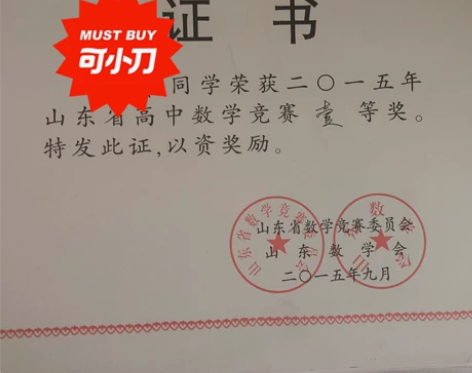 证书
MUST BUY
可小刀
同学荣获二〇一五年
山东省高中数学竞赛壹等奖。
特发此证,以资奖励。
山东省数学竞赛委员会
山东数学会
二〇一五年九月